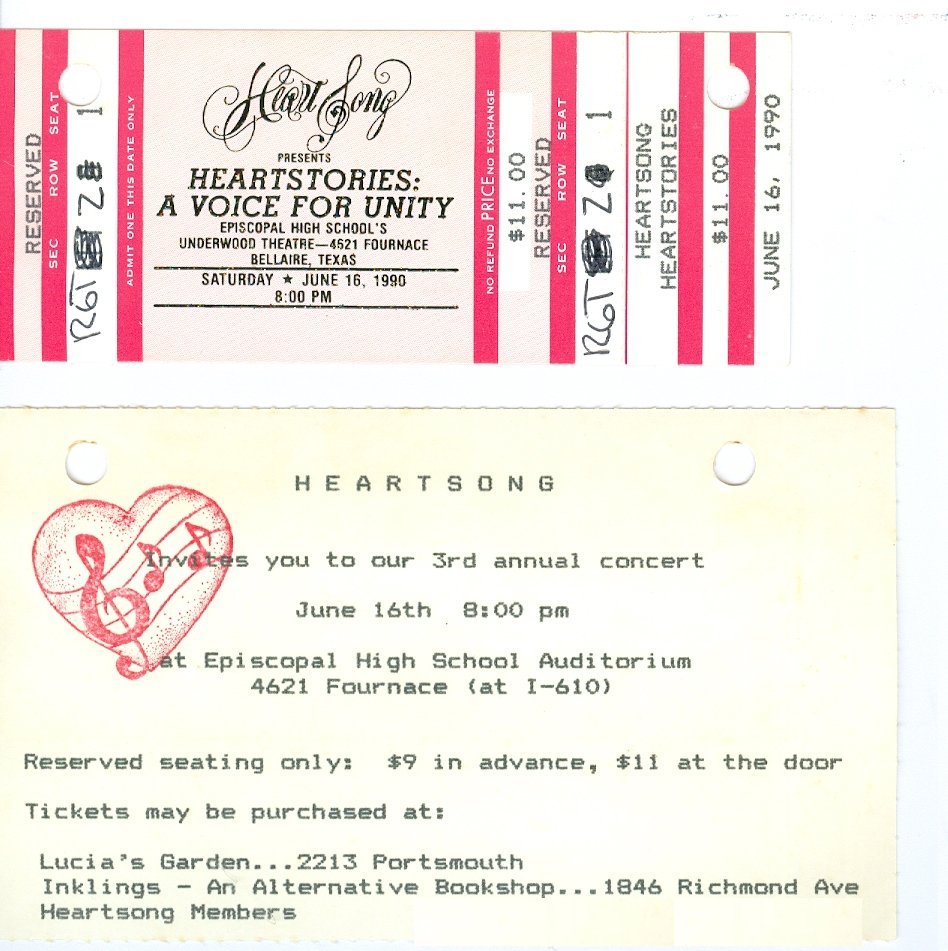 RESERVED
SEC ROW SEAT
RGT 28 1
ADMIT ONE THIS DATE ONLY
Heart Song
PRESENTS
HEARTSTORIES:
A VOICE FOR UNITY
EPISCOPAL HIGH SCHOOL'S
UNDERWOOD THEATRE—4521 FOURNACE
BELLAIRE, TEXAS
SATURDAY ★ JUNE 16, 1990
8:00 PM
NO REFUND PRICE NO EXCHANGE
$11.00
RESERVED
SEC ROW SEAT
RGT 1
HEARTSONG
HEARTSTORIES
$11.00
JUNE 16, 1990
HEARTSONG
Invites you to our 3rd annual concert
June 16th 8:00 pm
at Episcopal High School Auditorium
4621 Fournace (at I-610)
Reserved seating only: $9 in advance, $11 at the door
Tickets may be purchased at:
Lucia's Garden...2213 Portsmouth
Inklings - An Alternative Bookshop...1846 Richmond Ave
Heartsong Members